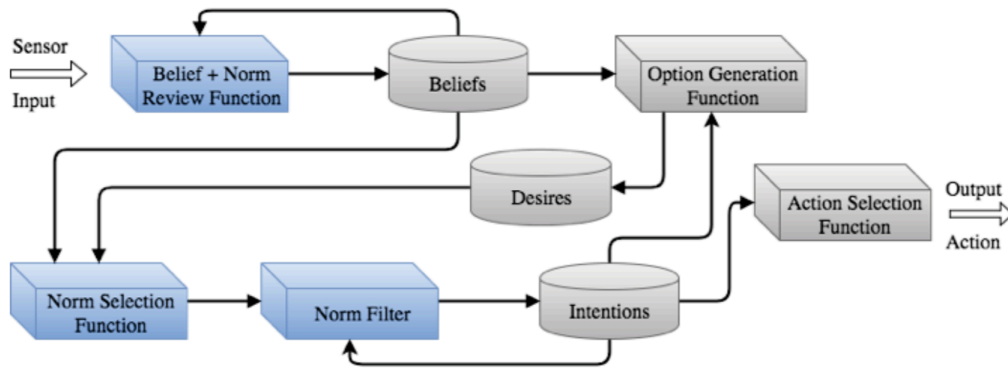 Sensor
Input
Belief + Norm
Review Function
Beliefs
Option Generation
Function
Desires
Action Selection
Function
Output
Action
Norm Selection
Function
Norm Filter
Intentions